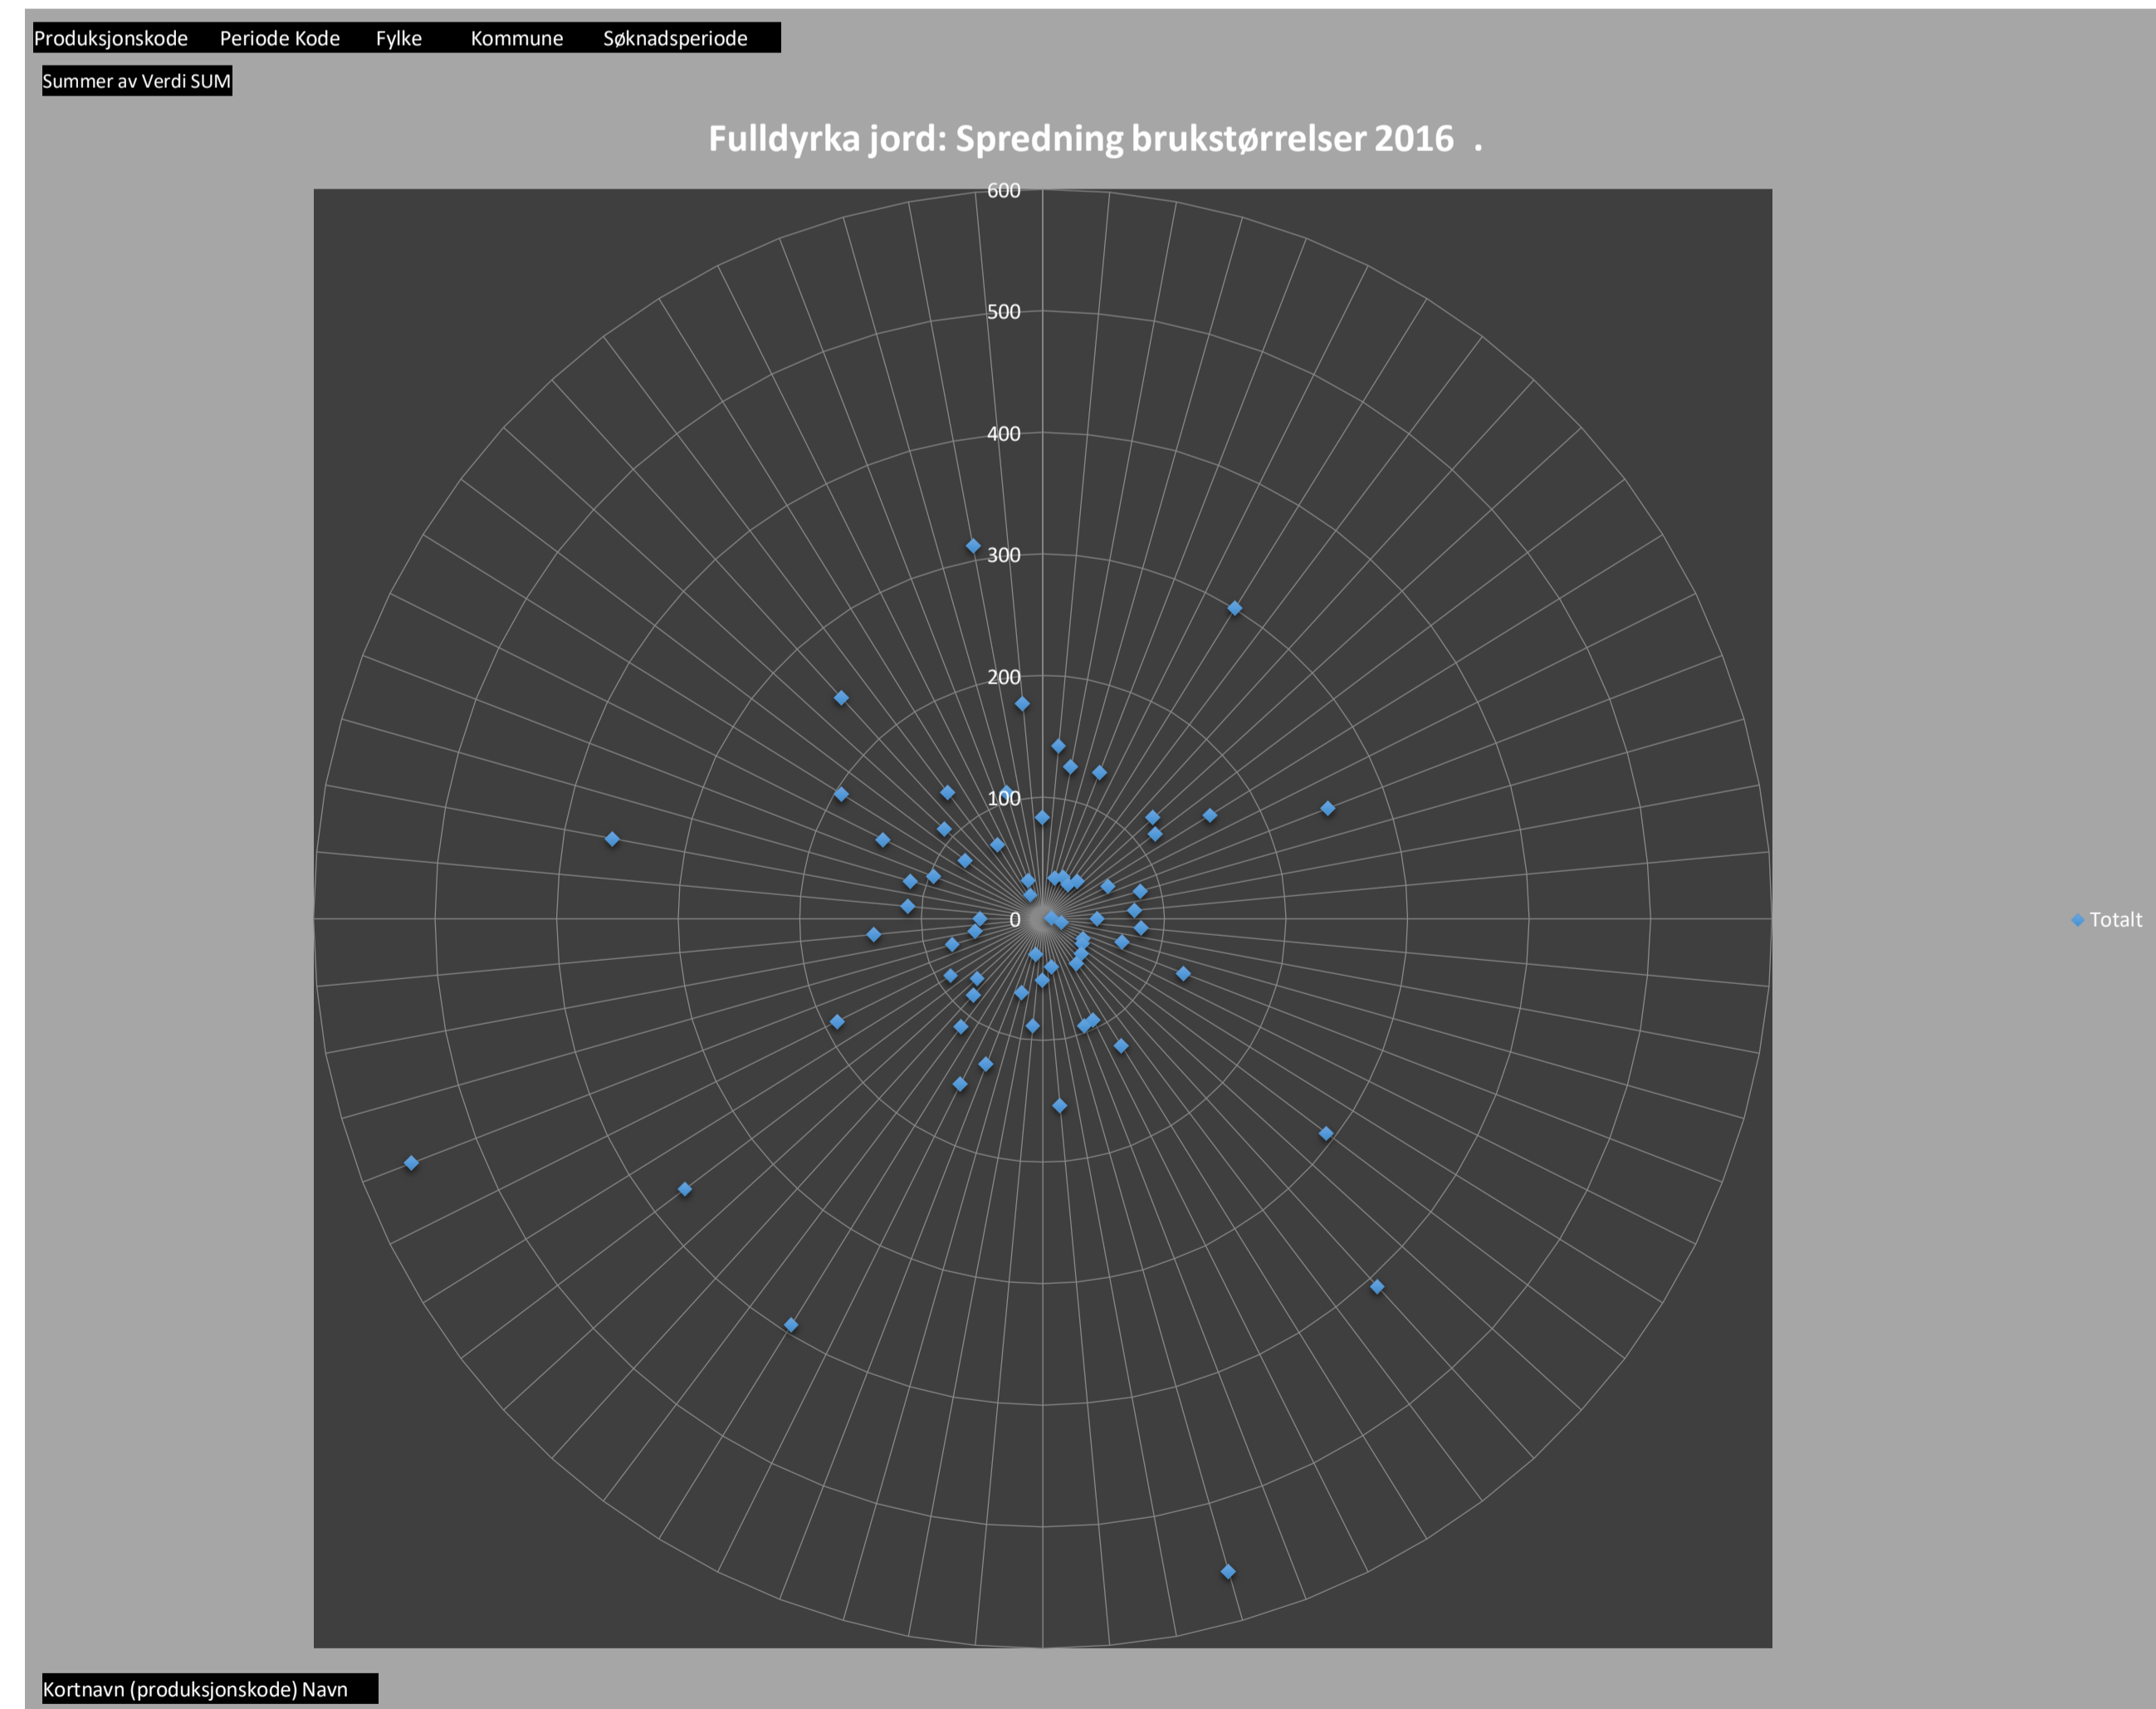 Produksjonskode Periode Kode Fylke Kommune Søknadsperiode
Summer av Verdi SUM
Fulldyrka jord: Spredning brukstørrelser 2016 .
600
500
400
300
200
100
0
Totalt
Kortnavn (produksjonskode) Navn